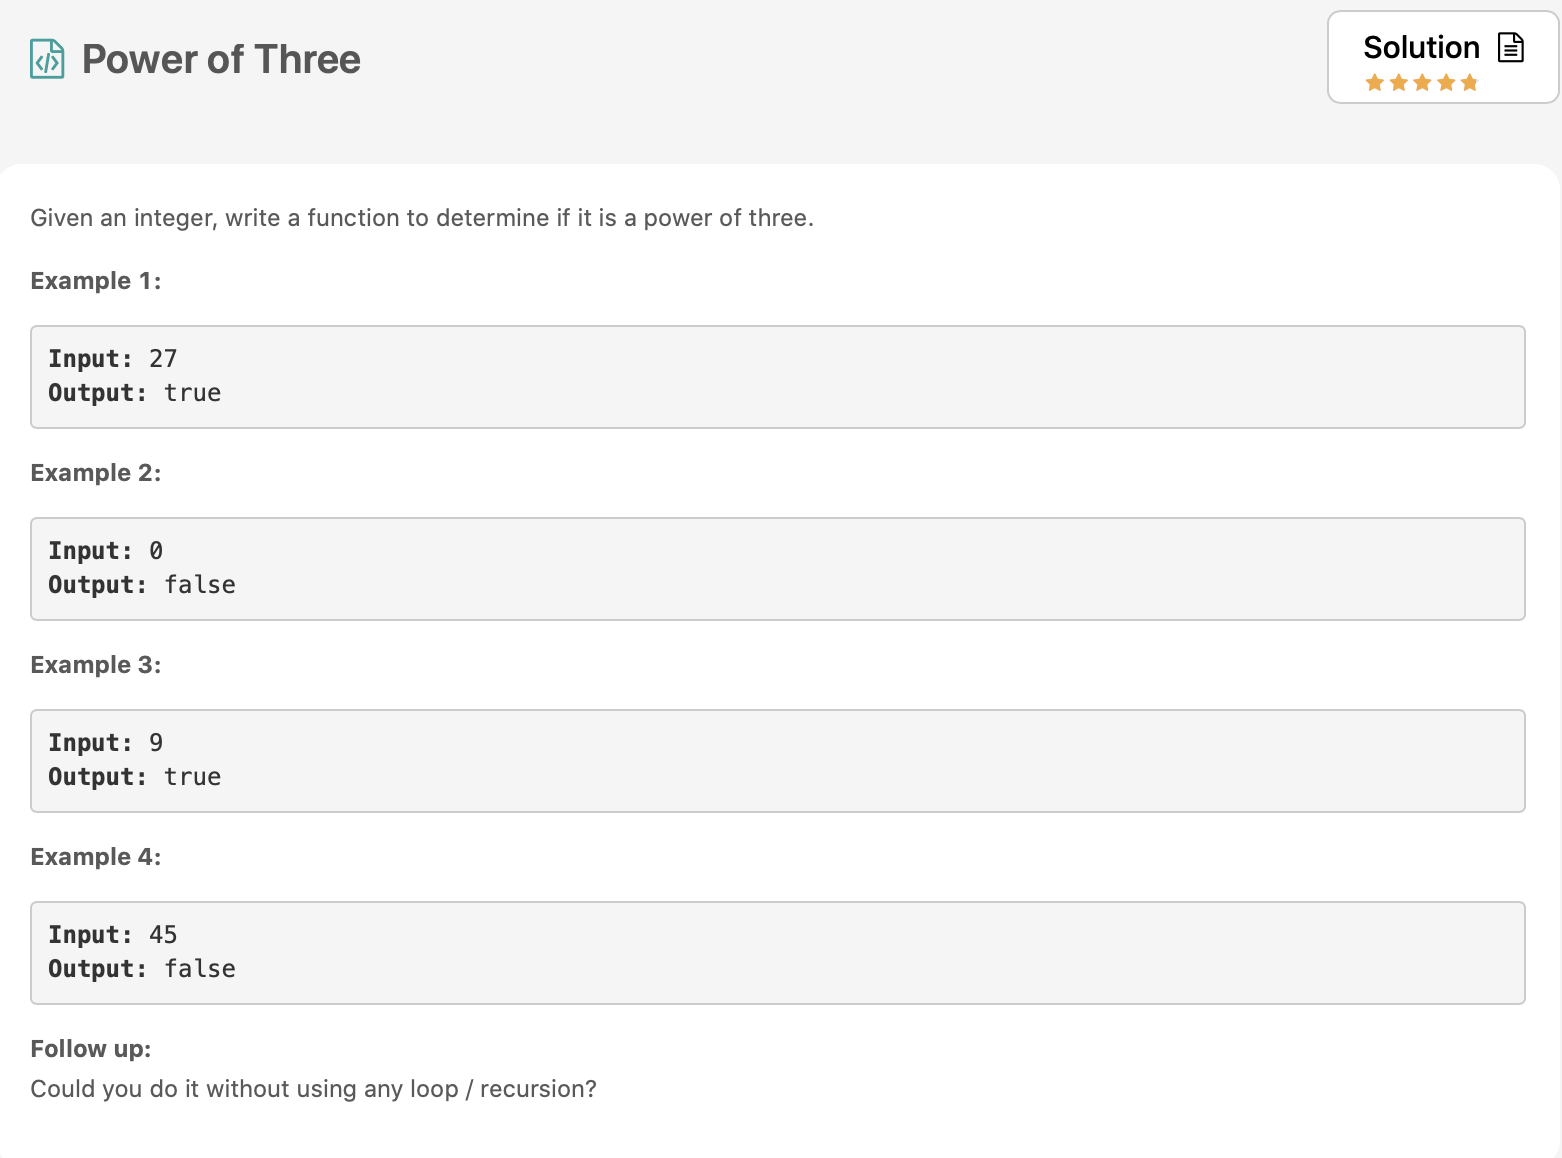 Power of Three
Solution
Given an integer, write a function to determine if it is a power of three.
Example 1:
Input: 27
Output: true
Example 2:
Input: 0
Output: false
Example 3:
Input: 9
Output: true
Example 4:
Input: 45
Output: false
Follow up:
Could you do it without using any loop / recursion?